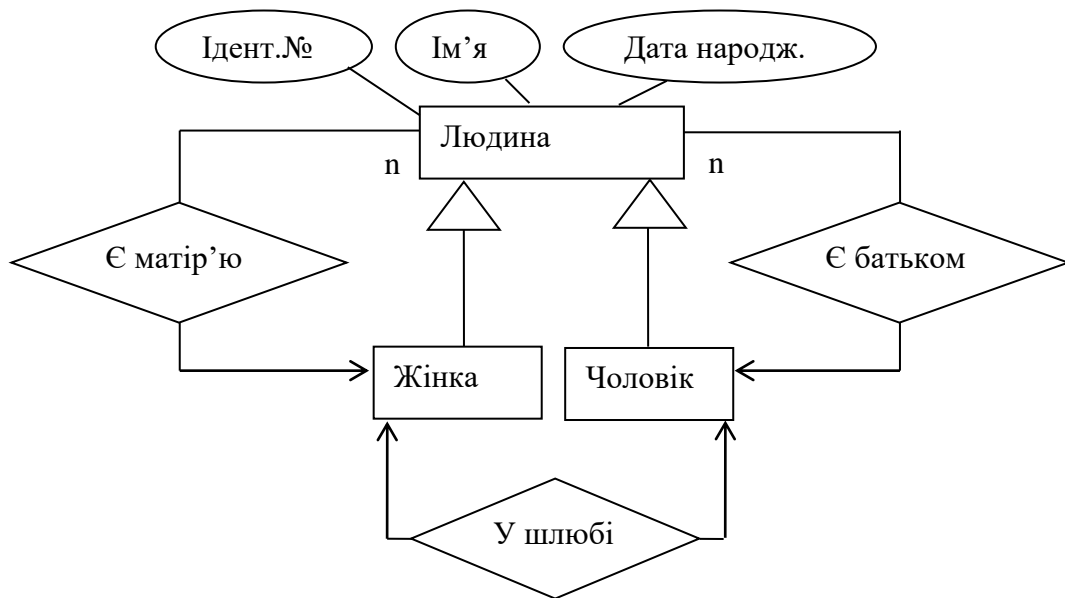 Ідент.№
Ім’я
Дата народж.
Людина
n
n
Є матір’ю
Є батьком
Жінка
Чоловік
У шлюбі